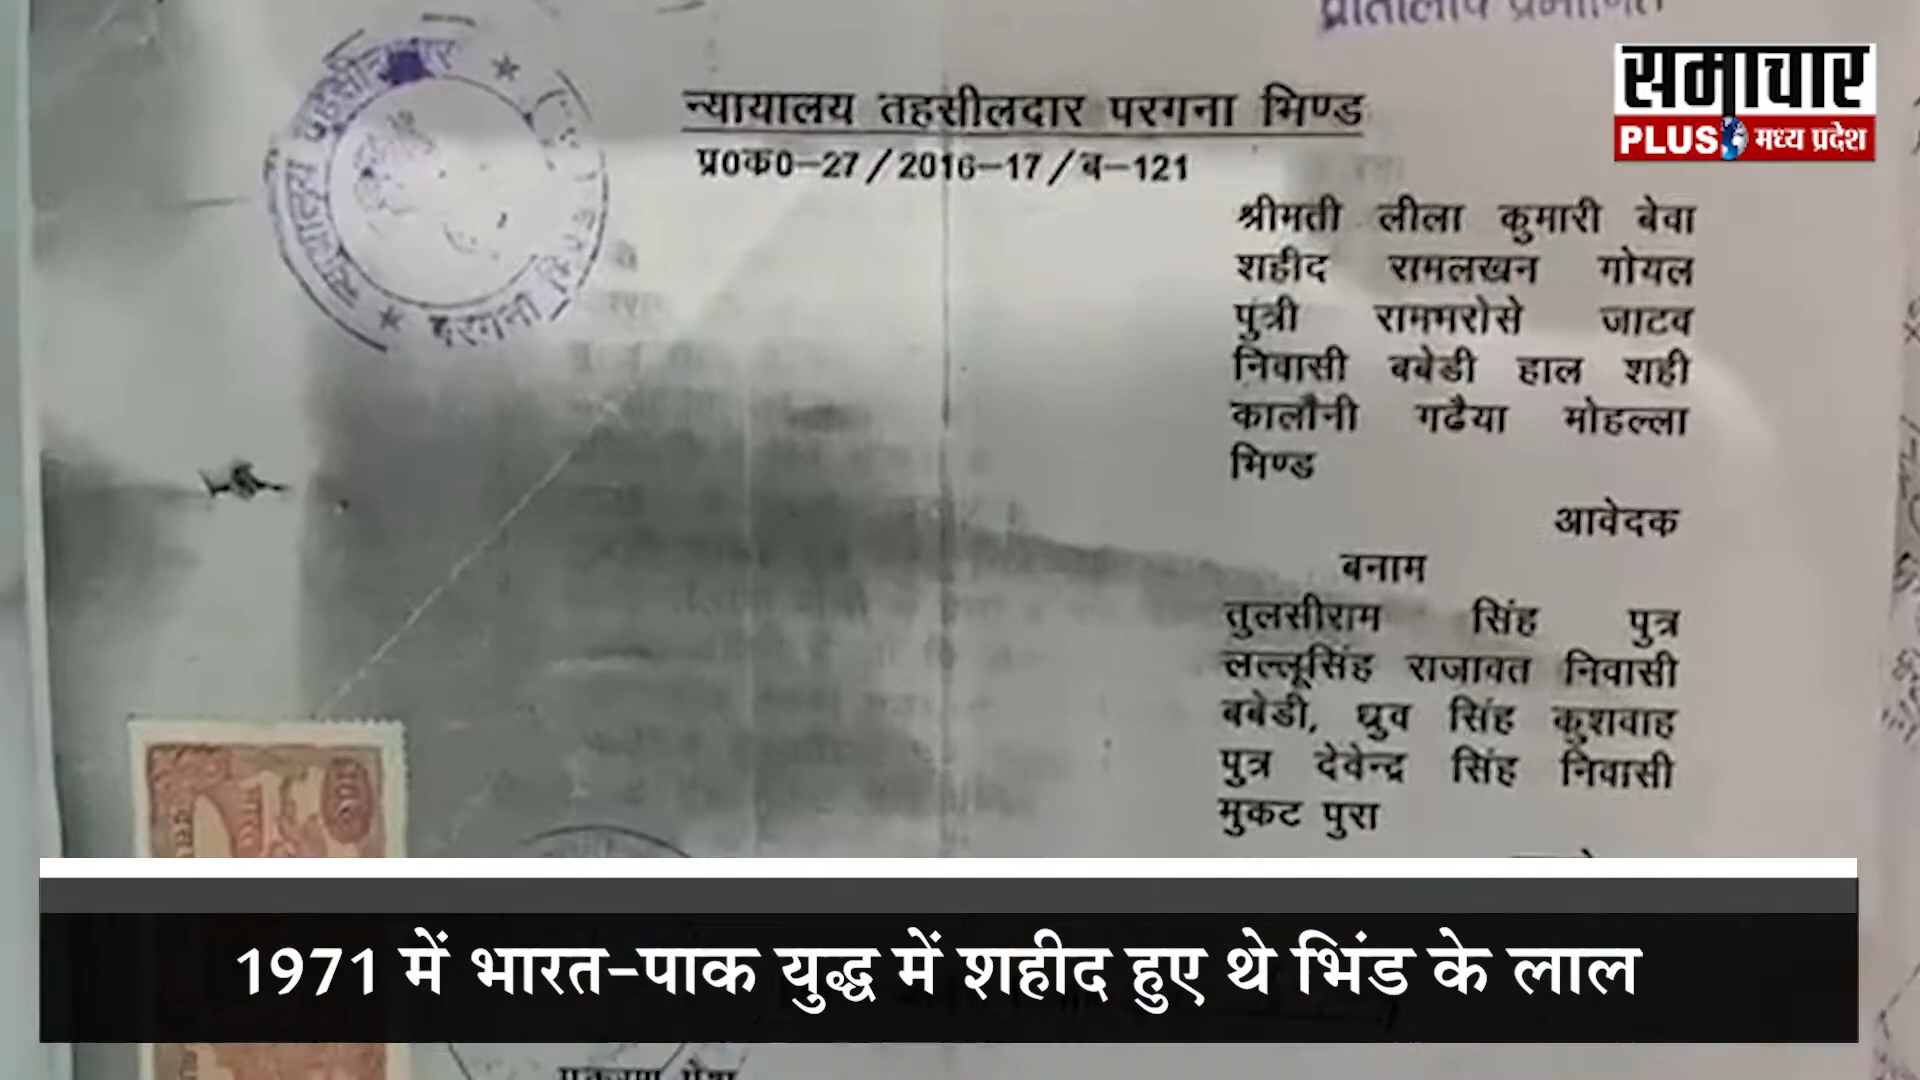 समाचार
PLUS मध्य प्रदेश
न्यायालय तहसीलदार परगना भिण्ड
प्र0क0-27/2016-17/ब-121
श्रीमती लीला कुमारी बेवा
शहीद रामलखन गोयल
पुत्री रामभरोसे जाटव
निवासी बबेडी हाल शही
कालौनी गढैया मोहल्ला
भिण्ड
आवेदक
बनाम
तुलसीराम सिंह पुत्र
लल्लूसिंह राजावत निवासी
बबेडी, ध्रुव सिंह कुशवाह
पुत्र देवेन्द्र सिंह निवासी
मुकट पुरा
1971 में भारत-पाक युद्ध में शहीद हुए थे भिंड के लाल